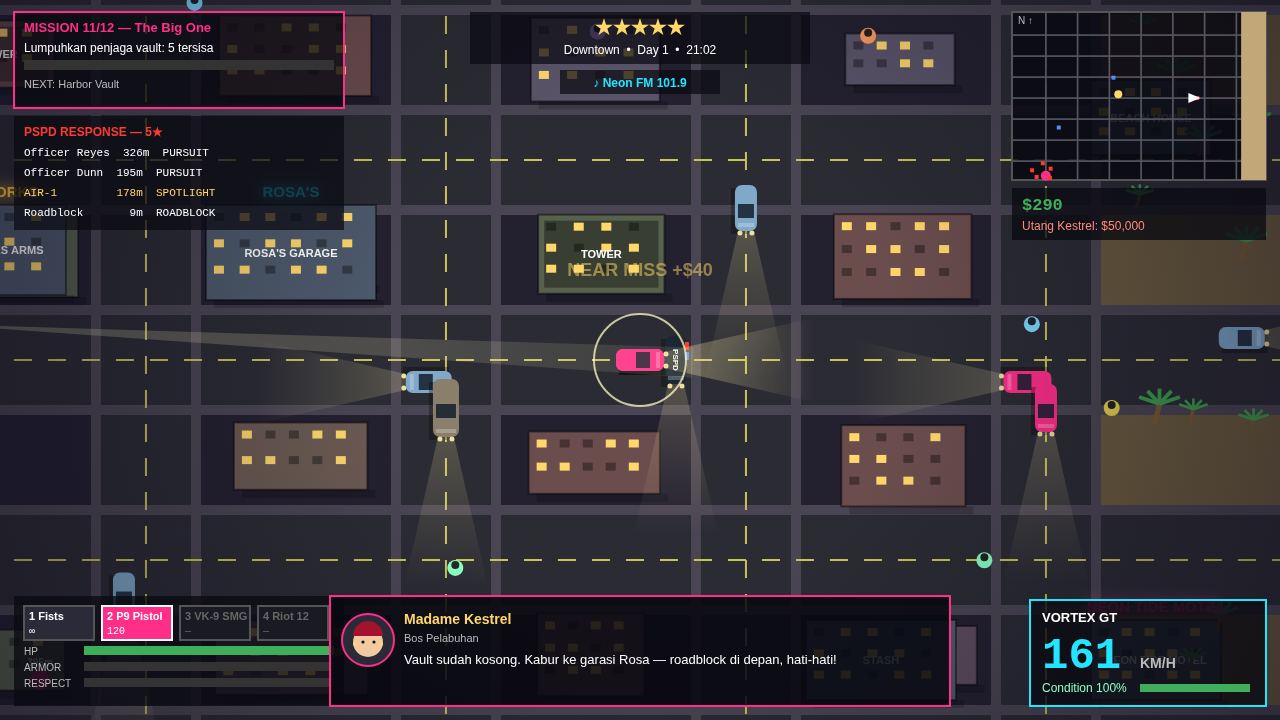 MISSION 11/12 — The Big One
Lumpuhkan penjaga vault: 5 tersisa
NEXT: Harbor Vault
★★★★★
Downtown • Day 1 • 21:02
♪ Neon FM 101.9
N ↑
BEACH HOUSE
$290
Utang Kestrel: $50,000
PSPD RESPONSE — 5★
Officer Reyes 326m PURSUIT
Officer Dunn 195m PURSUIT
AIR-1 178m SPOTLIGHT
Roadblock 9m ROADBLOCK
ROSA'S
S ARMS
ROSA'S GARAGE
TOWER
NEAR MISS +$40
PSPD
1 Fists
∞
2 P9 Pistol
120
3 VK-9 SMG
—
4 Riot 12
—
HP
ARMOR
RESPECT
Madame Kestrel
Bos Pelabuhan
Vault sudah kosong. Kabur ke garasi Rosa — roadblock di depan, hati-hati!
STASH
VORTEX GT
161 KM/H
Condition 100%